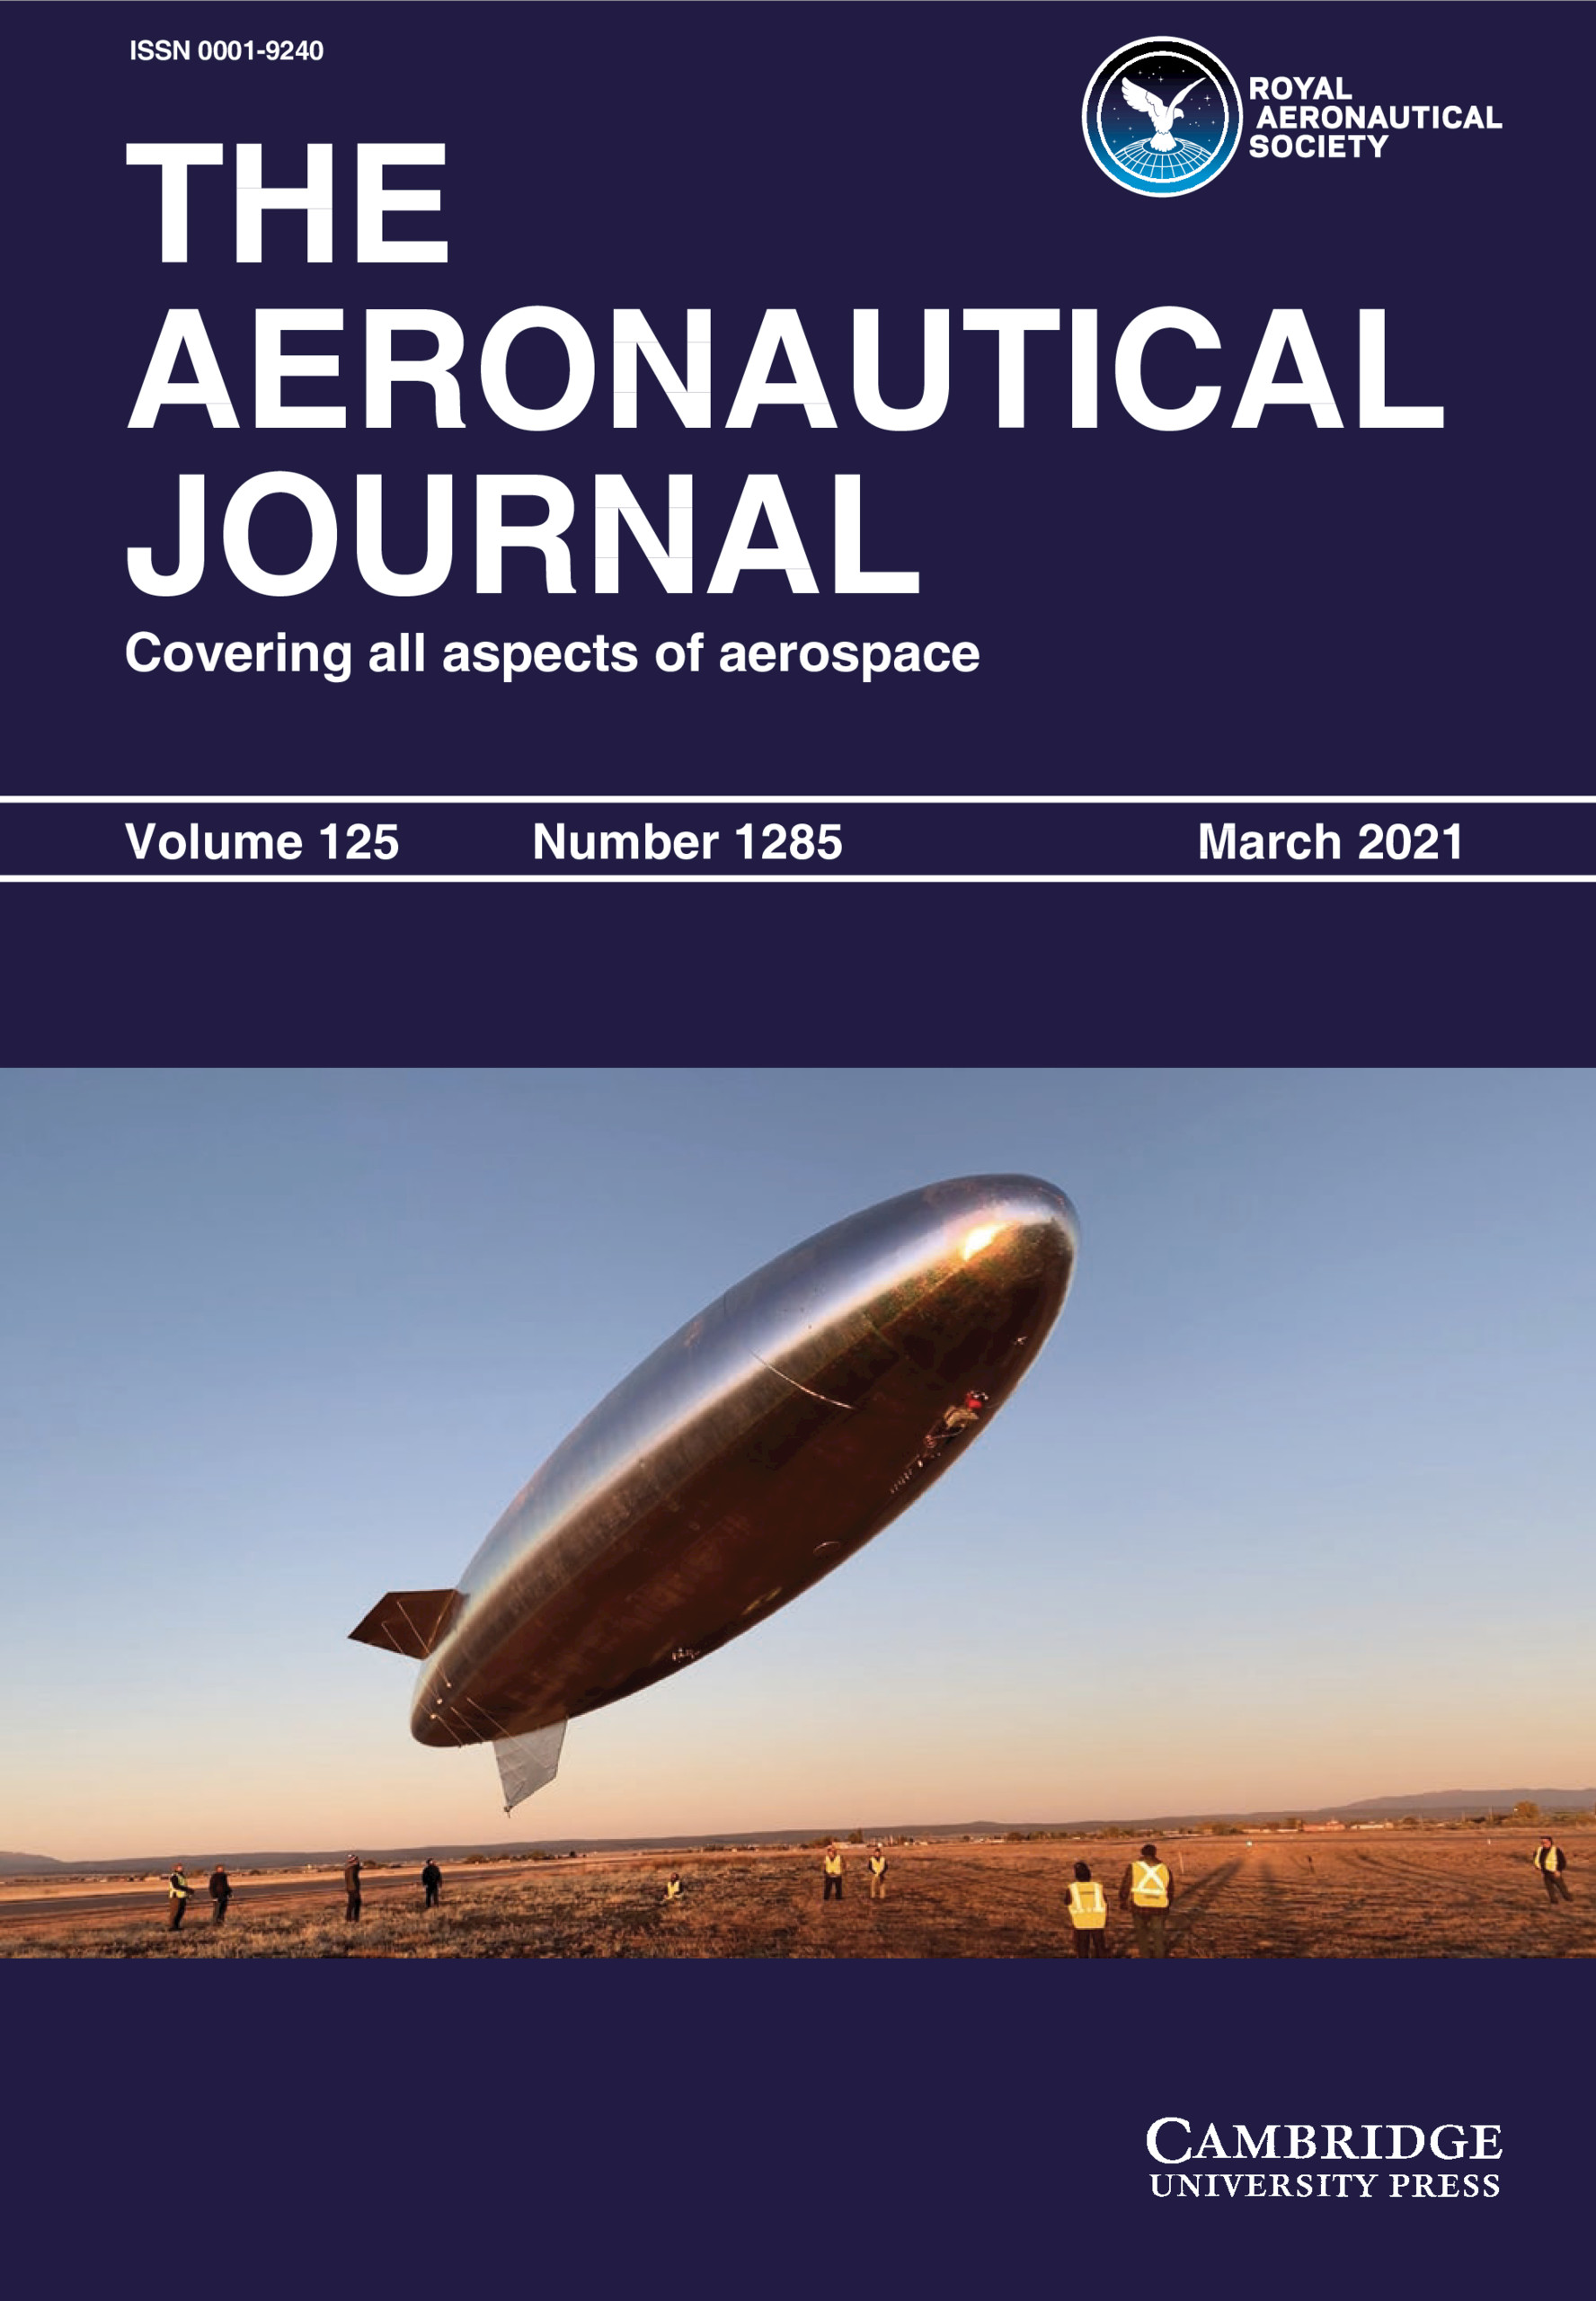 ISSN 0001-9240
ROYAL
AERONAUTICAL
SOCIETY
THE
AERONAUTICAL
JOURNAL
Covering all aspects of aerospace
Volume 125 Number 1285 March 2021
CAMBRIDGE
UNIVERSITY PRESS